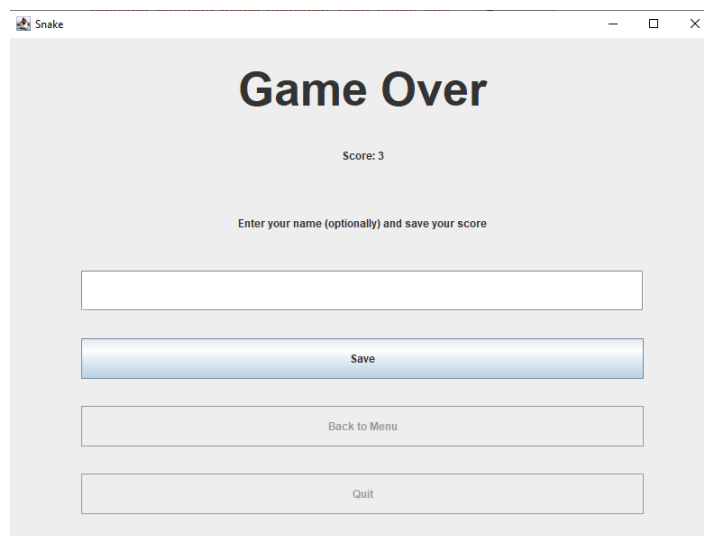 Snake
Game Over
Score: 3
Enter your name (optionally) and save your score
Save
Back to Menu
Quit